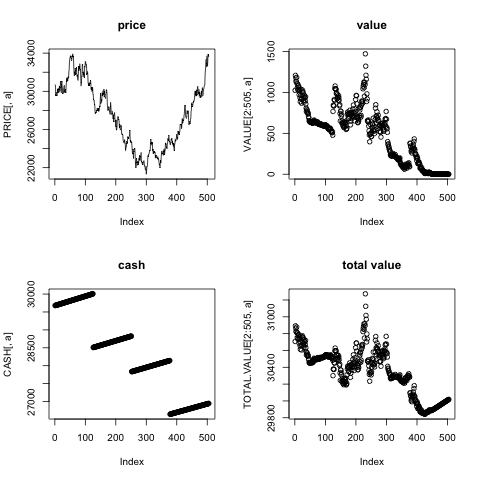 price
PRICE[, a]
34000
30000
26000
22000
0 100 200 300 400 500
Index
value
VALUE[2:505, a]
1500
1000
500
0
0 100 200 300 400 500
Index
cash
CASH[, a]
30000
28500
27000
0 100 200 300 400 500
Index
total value
TOTAL.VALUE[2:505, a]
31000
30400
29800
0 100 200 300 400 500
Index